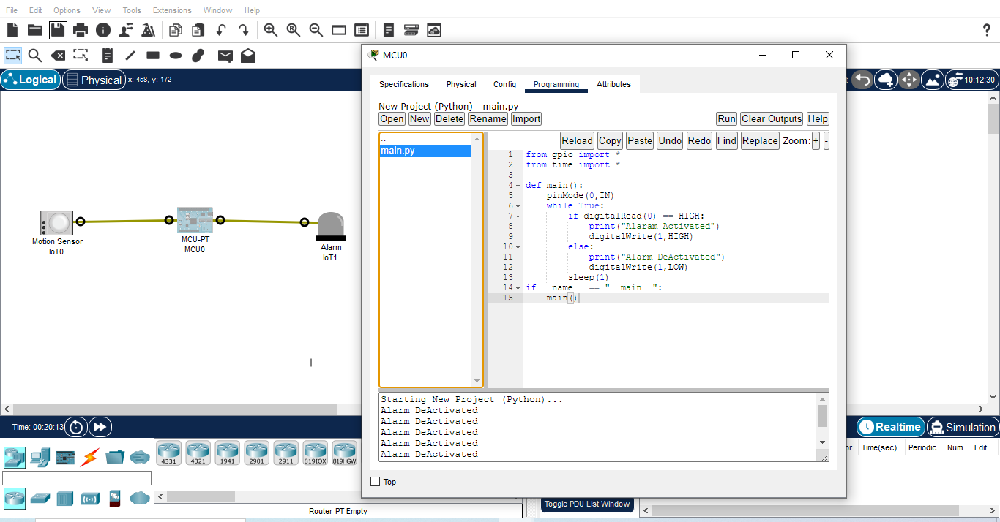 File Edit Options View Tools Extensions Window Help
Logical Physical x: 458, y: 172
10:12:30
Motion Sensor
IoT0
MCU-PT
MCU0
Alarm
IoT1
MCU0
Specifications Physical Config Programming Attributes
New Project (Python) - main.py
Open New Delete Rename Import Run Clear Outputs Help
Reload Copy Paste Undo Redo Find Replace Zoom: + -
..
main.py
1 from gpio import *
2 from time import *
3
4 def main():
5 pinMode(0,IN)
6 while True:
7 if digitalRead(0) == HIGH:
8 print("Alaram Activated")
9 digitalWrite(1,HIGH)
10 else:
11 print("Alarm DeActivated")
12 digitalWrite(1,LOW)
13 sleep(1)
14 if __name__ == "__main__":
15 main()
Starting New Project (Python)...
Alarm DeActivated
Alarm DeActivated
Alarm DeActivated
Alarm DeActivated
Alarm DeActivated
Top
Time: 00:20:13
Realtime Simulation
4331 4321 1941 2901 2911 819IOX 819HGW
Router-PT-Empty
Time(sec) Periodic Num Edit
Toggle PDU List Window